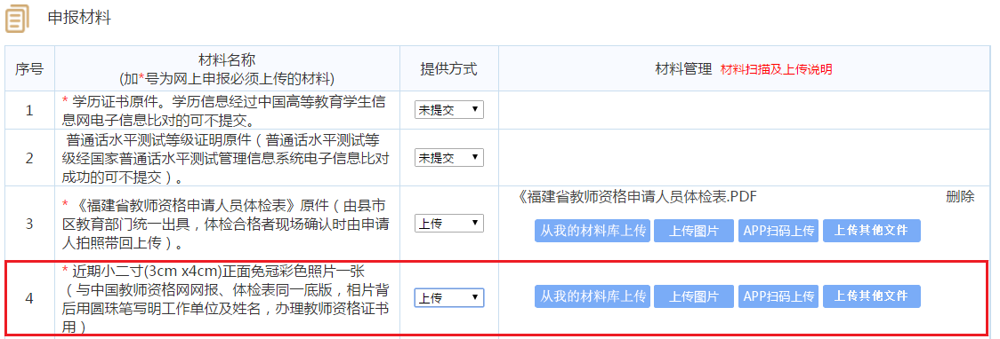 申报材料
序号
材料名称
(加*号为网上申报必须上传的材料)
提供方式
材料管理 材料扫描及上传说明
1
* 学历证书原件。学历信息经过中国高等教育学生信
息网电子信息比对的可不提交。
未提交
2
普通话水平测试等级证明原件（普通话水平测试等
级经国家普通话水平测试管理信息系统电子信息比对
成功的可不提交）。
未提交
3
* 《福建省教师资格申请人员体检表》原件（由县市
区教育部门统一出具，体检合格者现场确认时由申请
人拍照带回上传）。
上传
《福建省教师资格申请人员体检表.PDF 删除
从我的材料库上传 上传图片 APP扫码上传 上传其他文件
4
* 近期小二寸(3cm x4cm)正面免冠彩色照片一张
（与中国教师资格网网报、体检表同一底版，相片背
后用圆珠笔写明工作单位及姓名，办理教师资格证书
用）
上传
从我的材料库上传 上传图片 APP扫码上传 上传其他文件